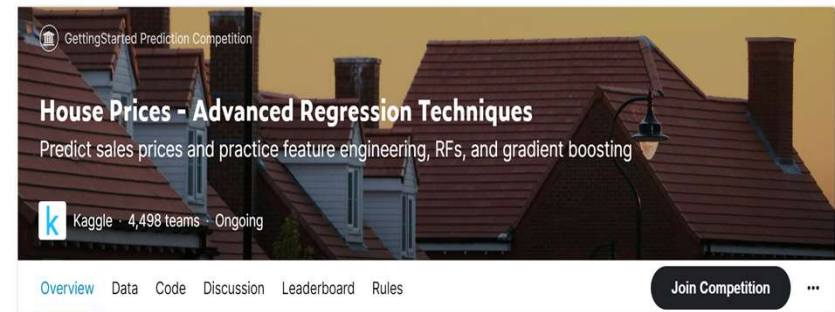 GettingStarted Prediction Competition
House Prices - Advanced Regression Techniques
Predict sales prices and practice feature engineering, RFs, and gradient boosting
k Kaggle · 4,498 teams · Ongoing
Overview Data Code Discussion Leaderboard Rules Join Competition ...